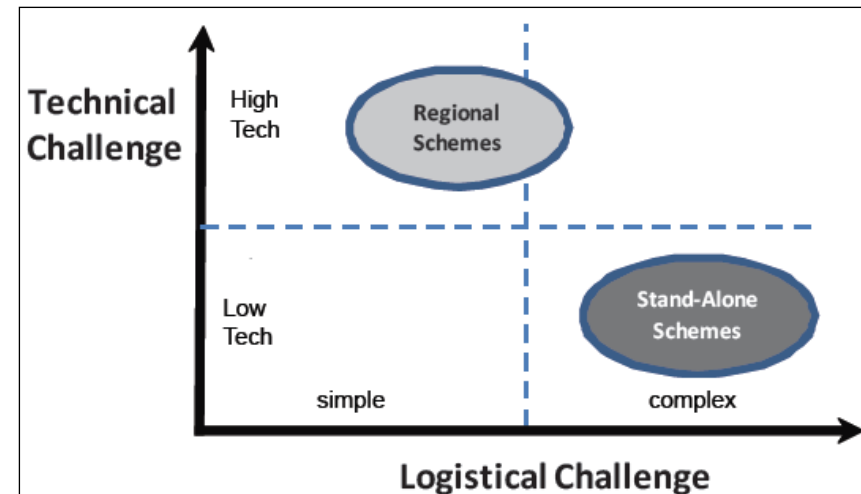 Technical
Challenge
High
Tech
Regional
Schemes
Low
Tech
Stand-Alone
Schemes
simple
complex
Logistical Challenge